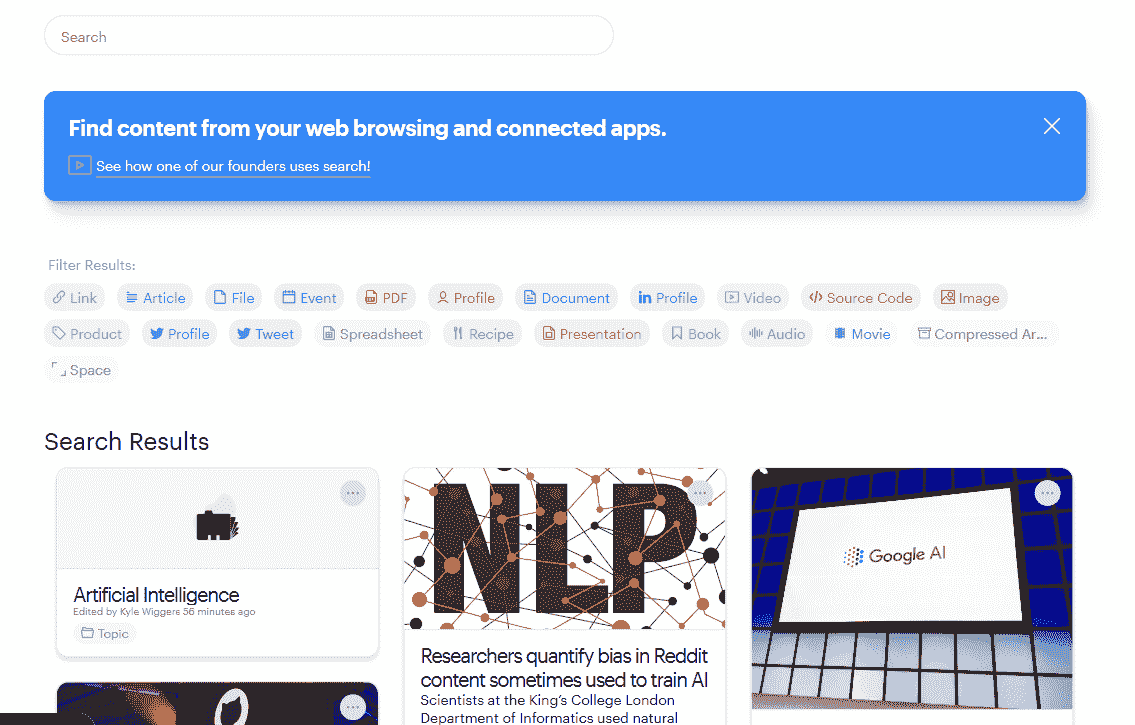 Search
Find content from your web browsing and connected apps.
See how one of our founders uses search!
Filter Results:
Link Article File Event PDF Profile Document Profile Video Source Code Image
Product Profile Tweet Spreadsheet Recipe Presentation Book Audio Movie Compressed Ar...
Space
Search Results
Artificial Intelligence
Edited by Kyle Wiggers 56 minutes ago
Topic
NLP
Researchers quantify bias in Reddit
content sometimes used to train AI
Scientists at the King's College London
Department of Informatics used natural
Google AI